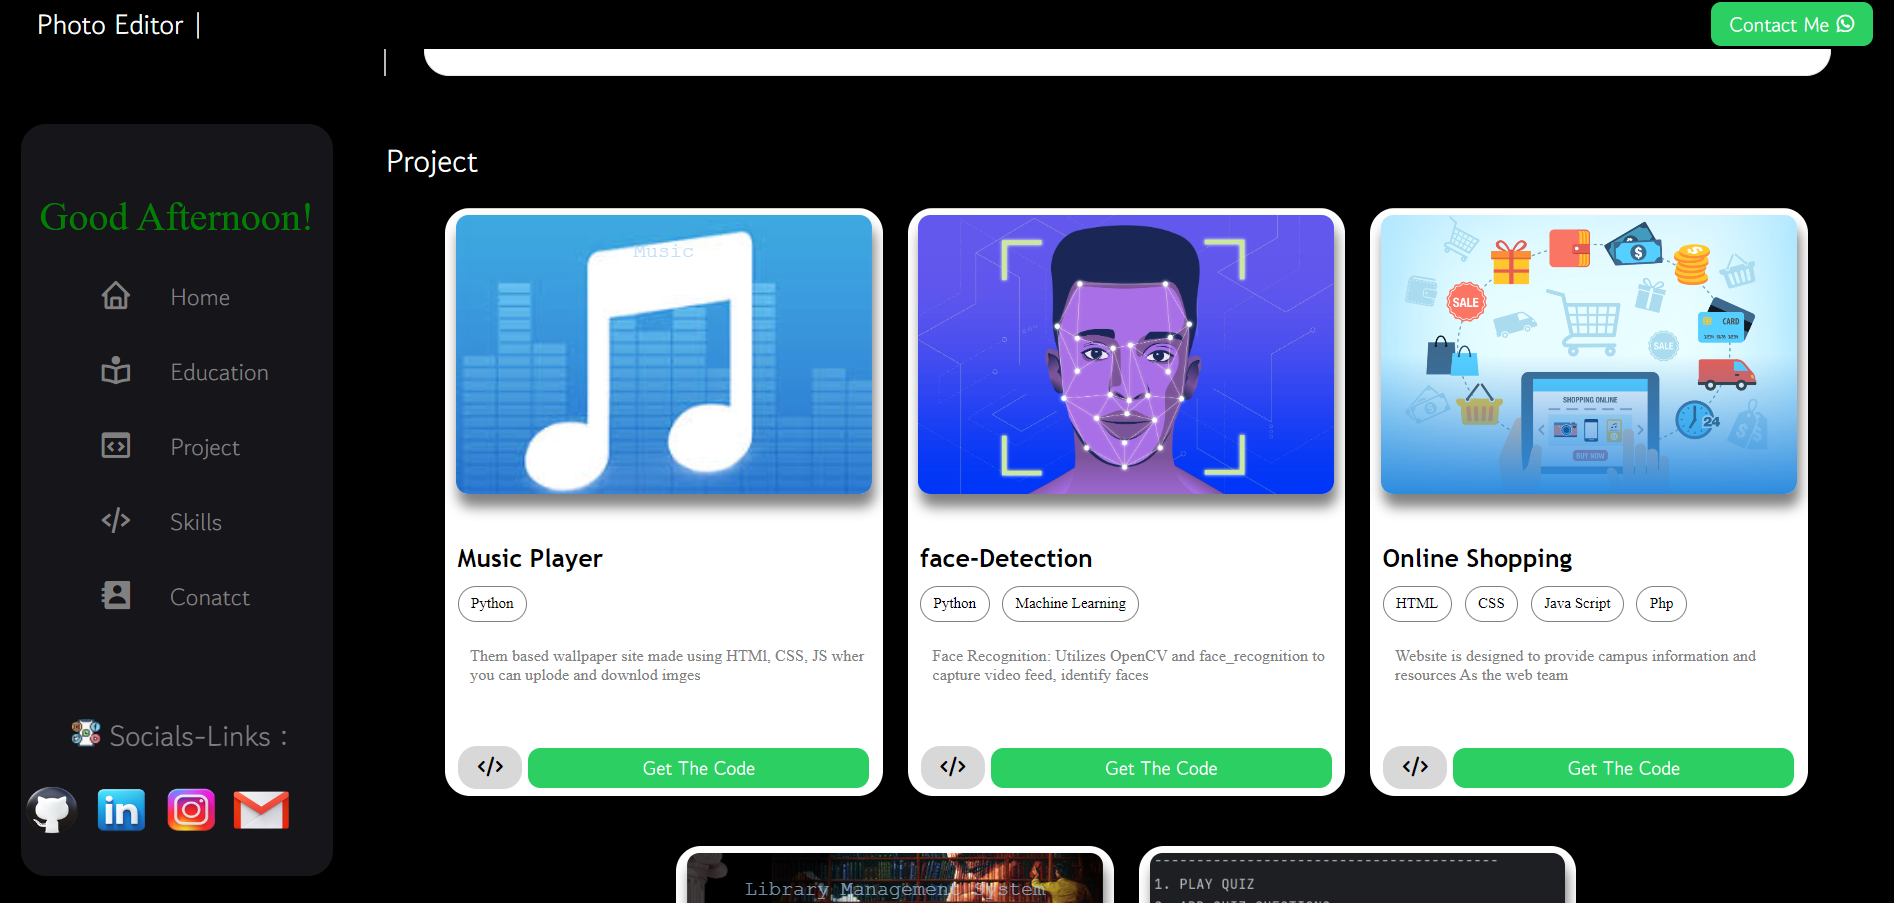 Photo Editor |
Contact Me
Good Afternoon!
Home
Education
Project
Skills
Conatct
Socials-Links :
in
Project
Music
Music Player
Python
Them based wallpaper site made using HTMl, CSS, JS wher
you can uplode and downlod imges
</>
Get The Code
face-Detection
Python
Machine Learning
Face Recognition: Utilizes OpenCV and face_recognition to
capture video feed, identify faces
</>
Get The Code
SALE
CARD
SALE
SHOPPING ONLINE
24
BUY NOW
Online Shopping
HTML
CSS
Java Script
Php
Website is designed to provide campus information and
resources As the web team
</>
Get The Code
Library Management System
1. PLAY QUIZ